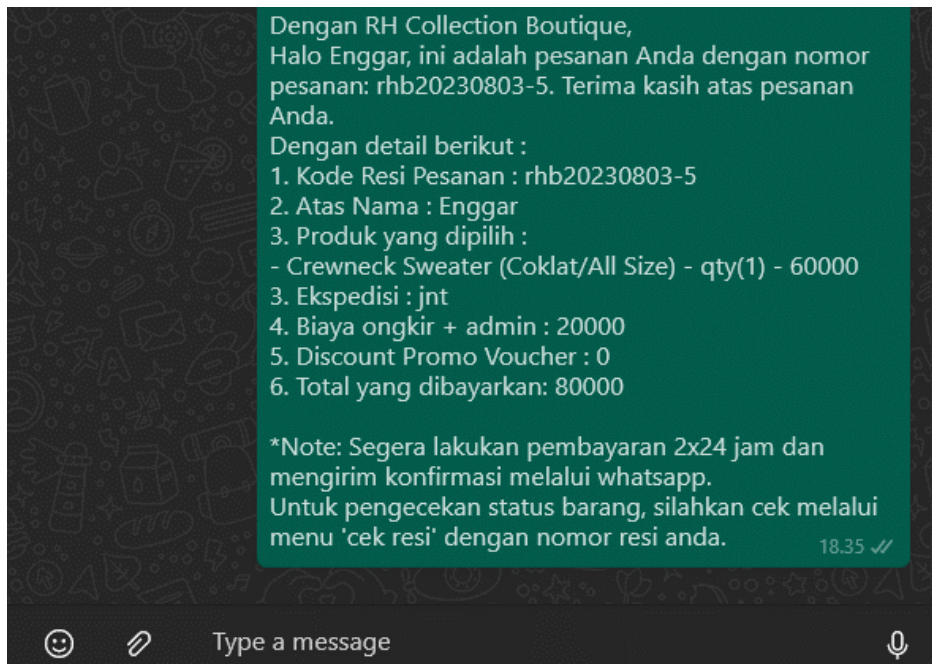 Dengan RH Collection Boutique,
Halo Enggar, ini adalah pesanan Anda dengan nomor
pesanan: rhb20230803-5. Terima kasih atas pesanan
Anda.
Dengan detail berikut :
1. Kode Resi Pesanan : rhb20230803-5
2. Atas Nama : Enggar
3. Produk yang dipilih :
- Crewneck Sweater (Coklat/All Size) - qty(1) - 60000
3. Ekspedisi : jnt
4. Biaya ongkir + admin : 20000
5. Discount Promo Voucher : 0
6. Total yang dibayarkan: 80000
*Note: Segera lakukan pembayaran 2x24 jam dan
mengirim konfirmasi melalui whatsapp.
Untuk pengecekan status barang, silahkan cek melalui
menu 'cek resi' dengan nomor resi anda.
18.35
Type a message